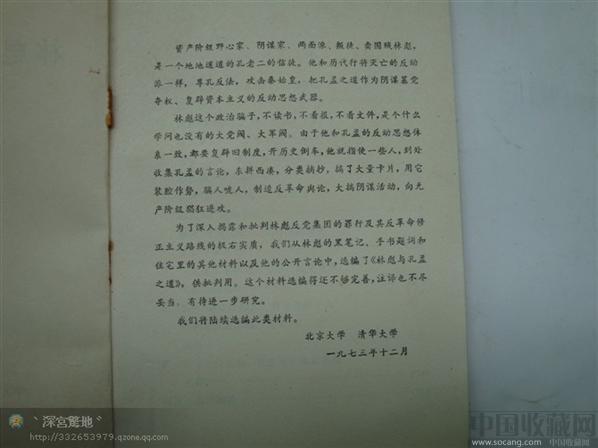 资产阶级野心家、阴谋家、两面派、叛徒、卖国贼林彪,
是一个地地道道的孔老二的信徒。他和历代行将灭亡的反动
派一样,尊孔反法,攻击秦始皇,把孔孟之道作为阴谋篡党
夺权、复辟资本主义的反动思想武器。
林彪这个政治骗子,不读书,不看报,不看文件,是个什么
学问也没有的大党阀、大军阀。由于他和孔孟的反动思想体
系一致,都要复辟旧制度,开历史倒车,他就指使一些人,到处
收集孔孟的言论,东拼西凑,分类摘抄,搞了大量卡片,用它
装腔作势,骗人唬人,制造反革命舆论,大搞阴谋活动,向无
产阶级猖狂进攻。
为了深入揭露和批判林彪反党集团的罪行及其反革命修
正主义路线的极右实质,我们从林彪的黑笔记、手书题词和
住宅里的其他材料以及他的公开言论中,选编了《林彪与孔孟
之道》,供批判用。这个材料选编得还不够完善,注译也不尽
妥当,有待进一步研究。
我们将陆续选编此类材料。
北京大学 清华大学
一九七三年十二月
丶深宫墓地丶
http://332653979.qzone.qq.com
中国收藏网
http://www.socang.com